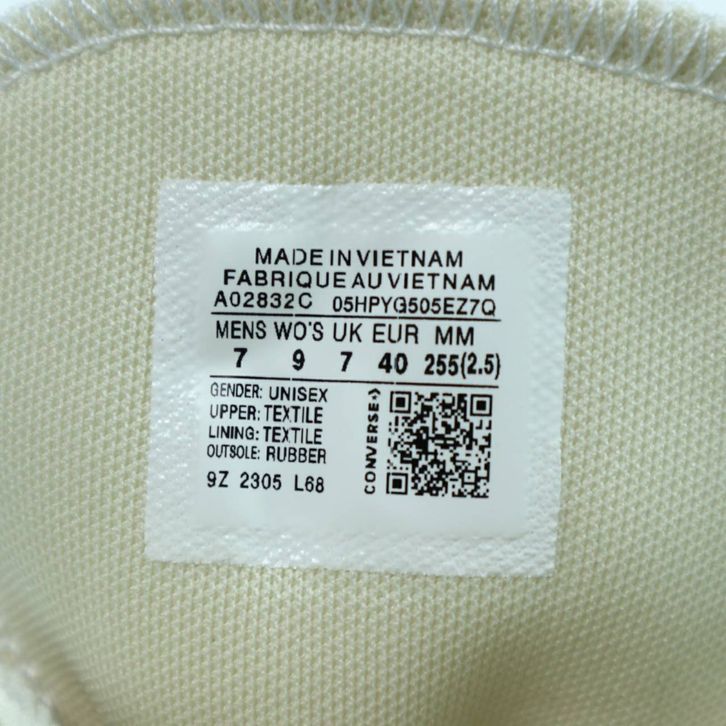 MADE IN VIETNAM
FABRIQUE AU VIETNAM
A02832C 05HPYG505EZ7Q
MENS WO'S UK EUR MM
7 9 7 40 255(2.5)
GENDER: UNISEX
UPPER: TEXTILE
LINING: TEXTILE
OUTSOLE: RUBBER
9Z 2305 L68
CONVERSE